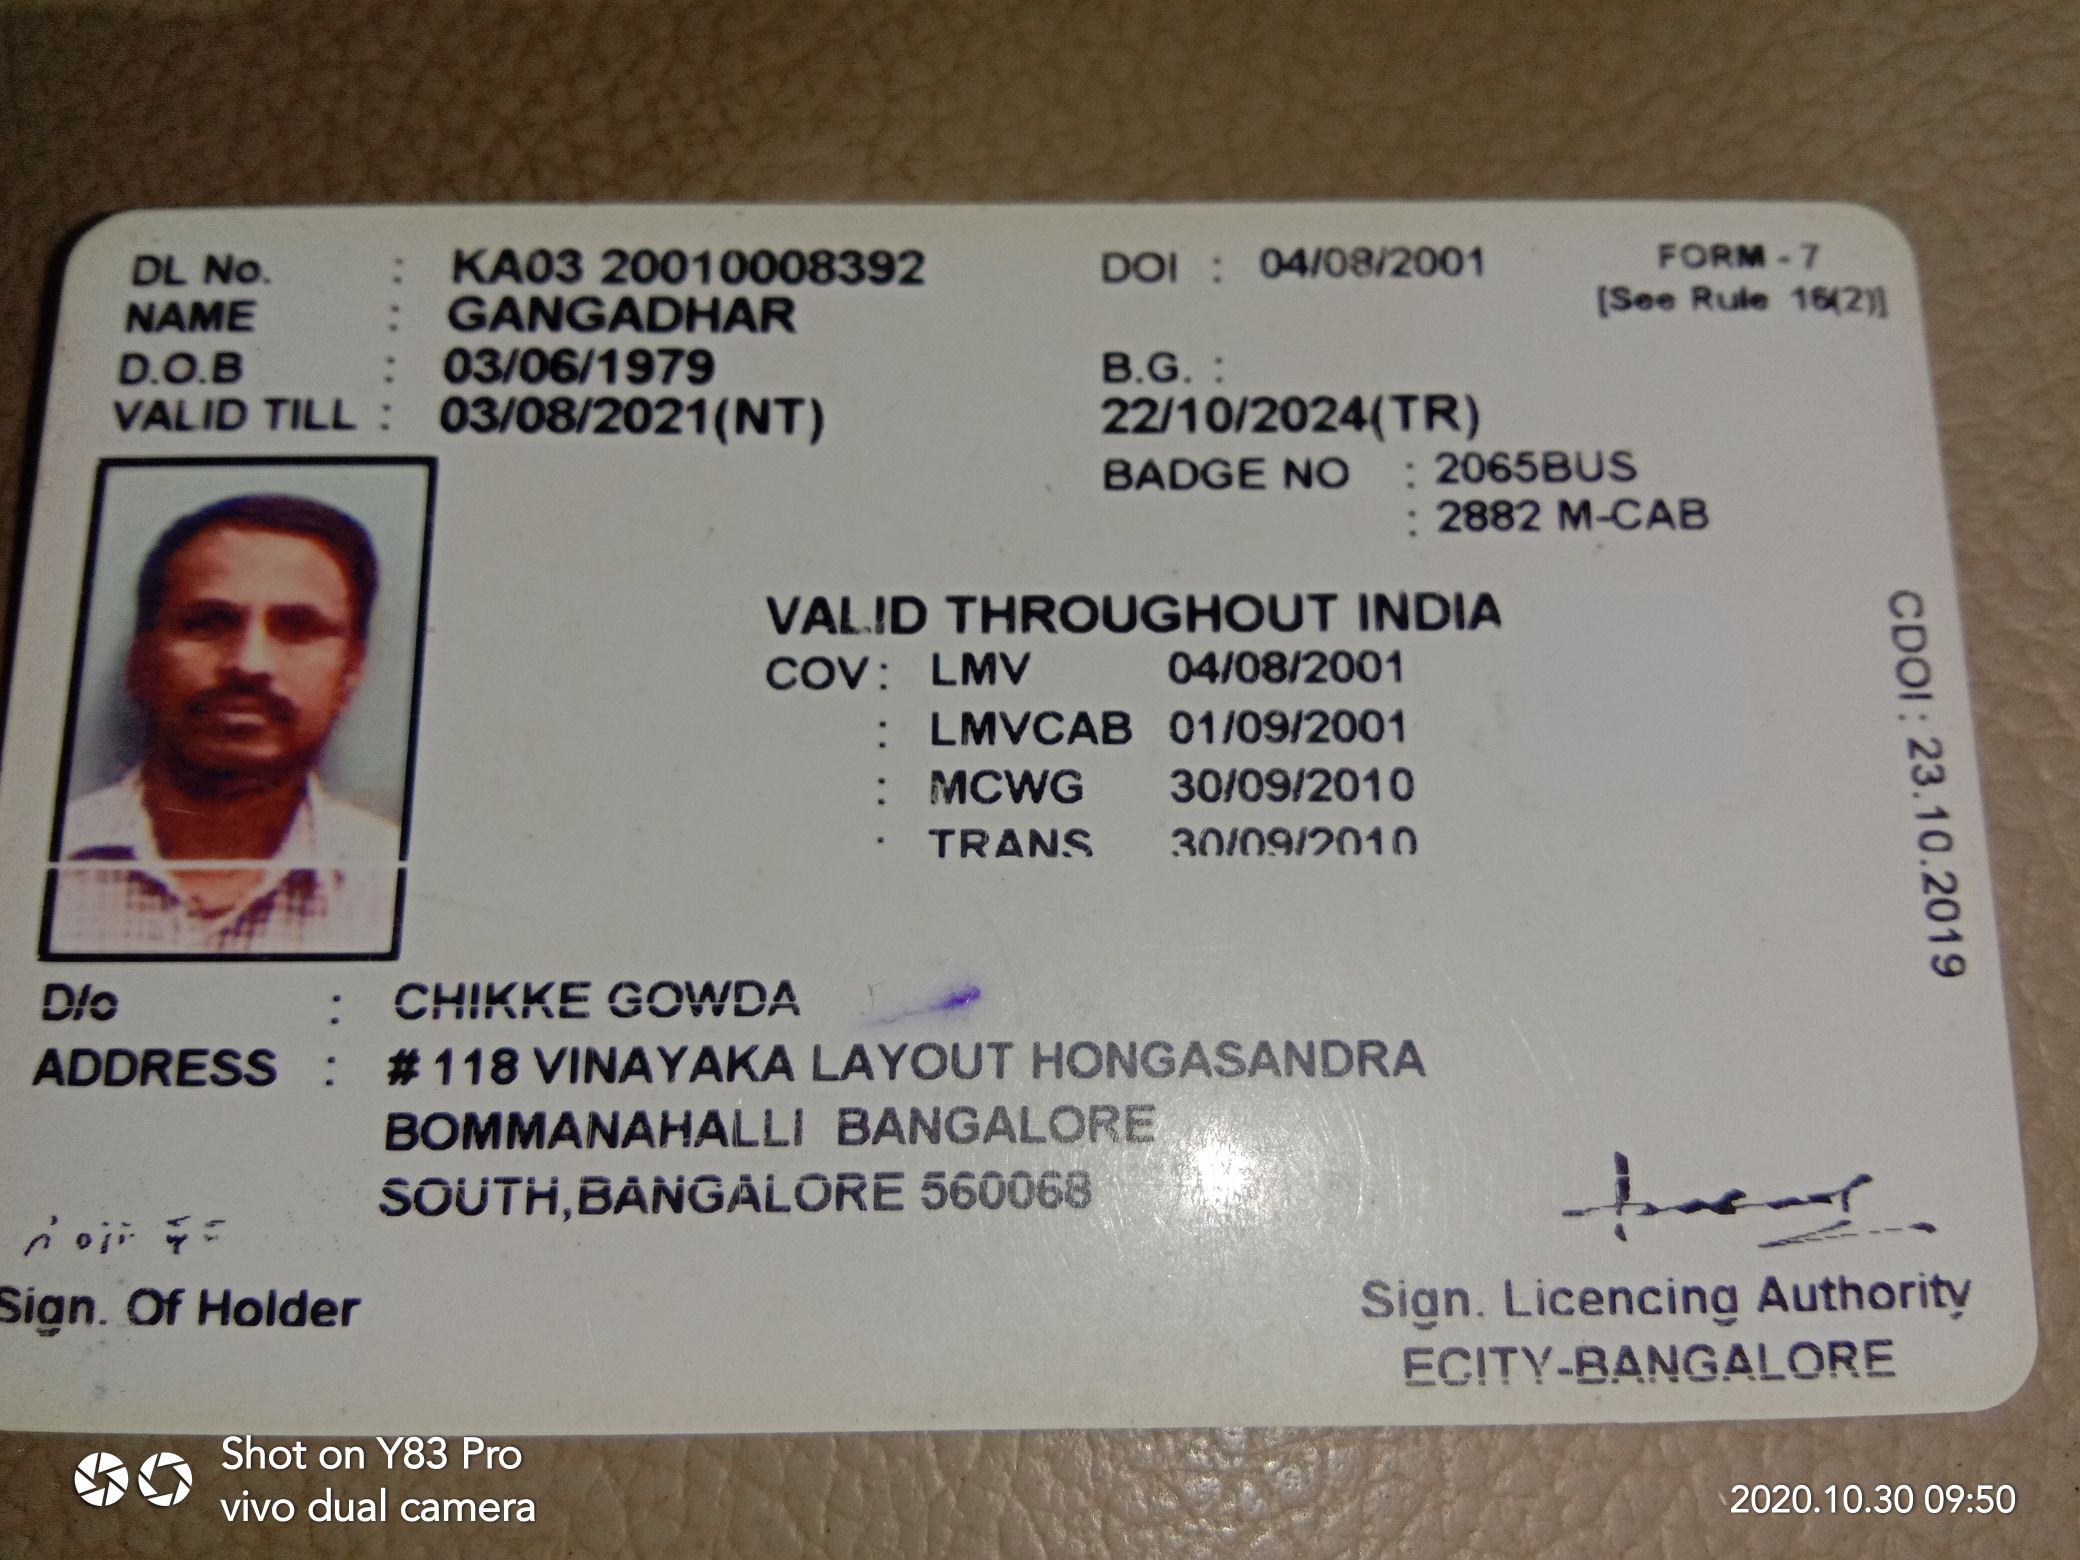 DL No. : KA03 20010008392 DOI : 04/08/2001 FORM - 7
NAME : GANGADHAR [See Rule 16(2)]
D.O.B : 03/06/1979 B.G. :
VALID TILL : 03/08/2021(NT) 22/10/2024(TR)
BADGE NO : 2065BUS
: 2882 M-CAB
VALID THROUGHOUT INDIA
COV : LMV 04/08/2001
: LMVCAB 01/09/2001
: MCWG 30/09/2010
: TRANS 30/09/2010
CDOI : 23.10.2019
D/o : CHIKKE GOWDA
ADDRESS : # 118 VINAYAKA LAYOUT HONGASANDRA
BOMMANAHALLI BANGALORE
SOUTH,BANGALORE 560068
Sign. Of Holder
Sign. Licencing Authority
ECITY-BANGALORE
Shot on Y83 Pro
vivo dual camera
2020.10.30 09:50